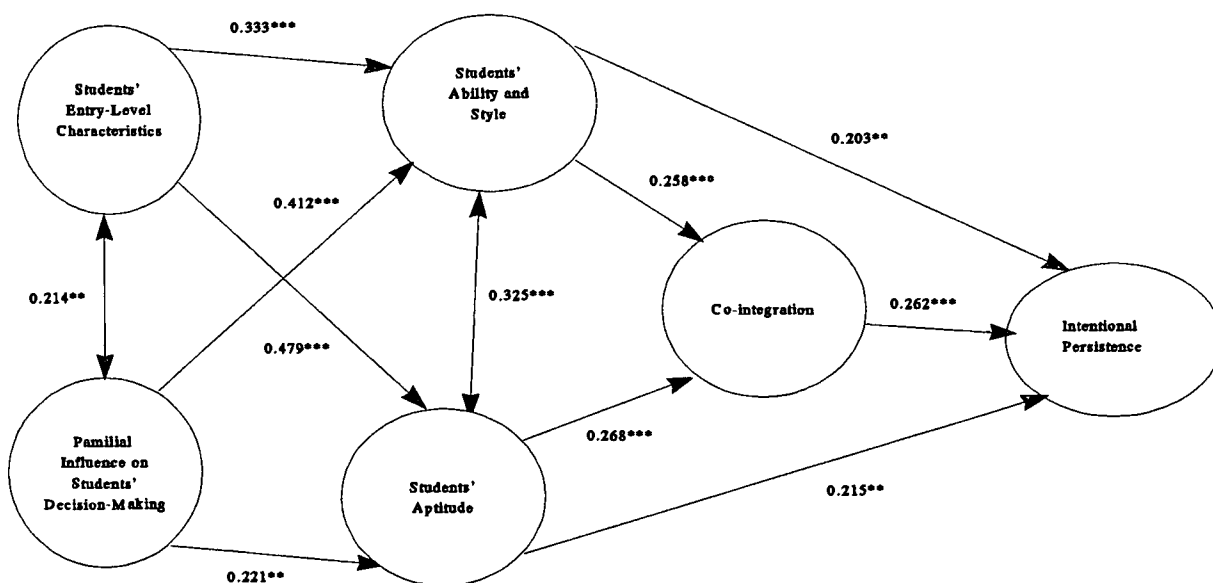 0.333***
Students'
Entry-Level
Characteristics
Students'
Ability and
Style
0.203**
0.258***
0.412***
0.214**
0.325***
Co-integration
0.262***
Intentional
Persistence
0.479***
Pamilial
Influence on
Students'
Decision-Making
0.268***
Students'
Aptitude
0.215**
0.221**